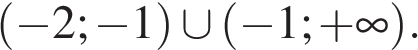 (−2; −1) ∪ (−1; +∞).